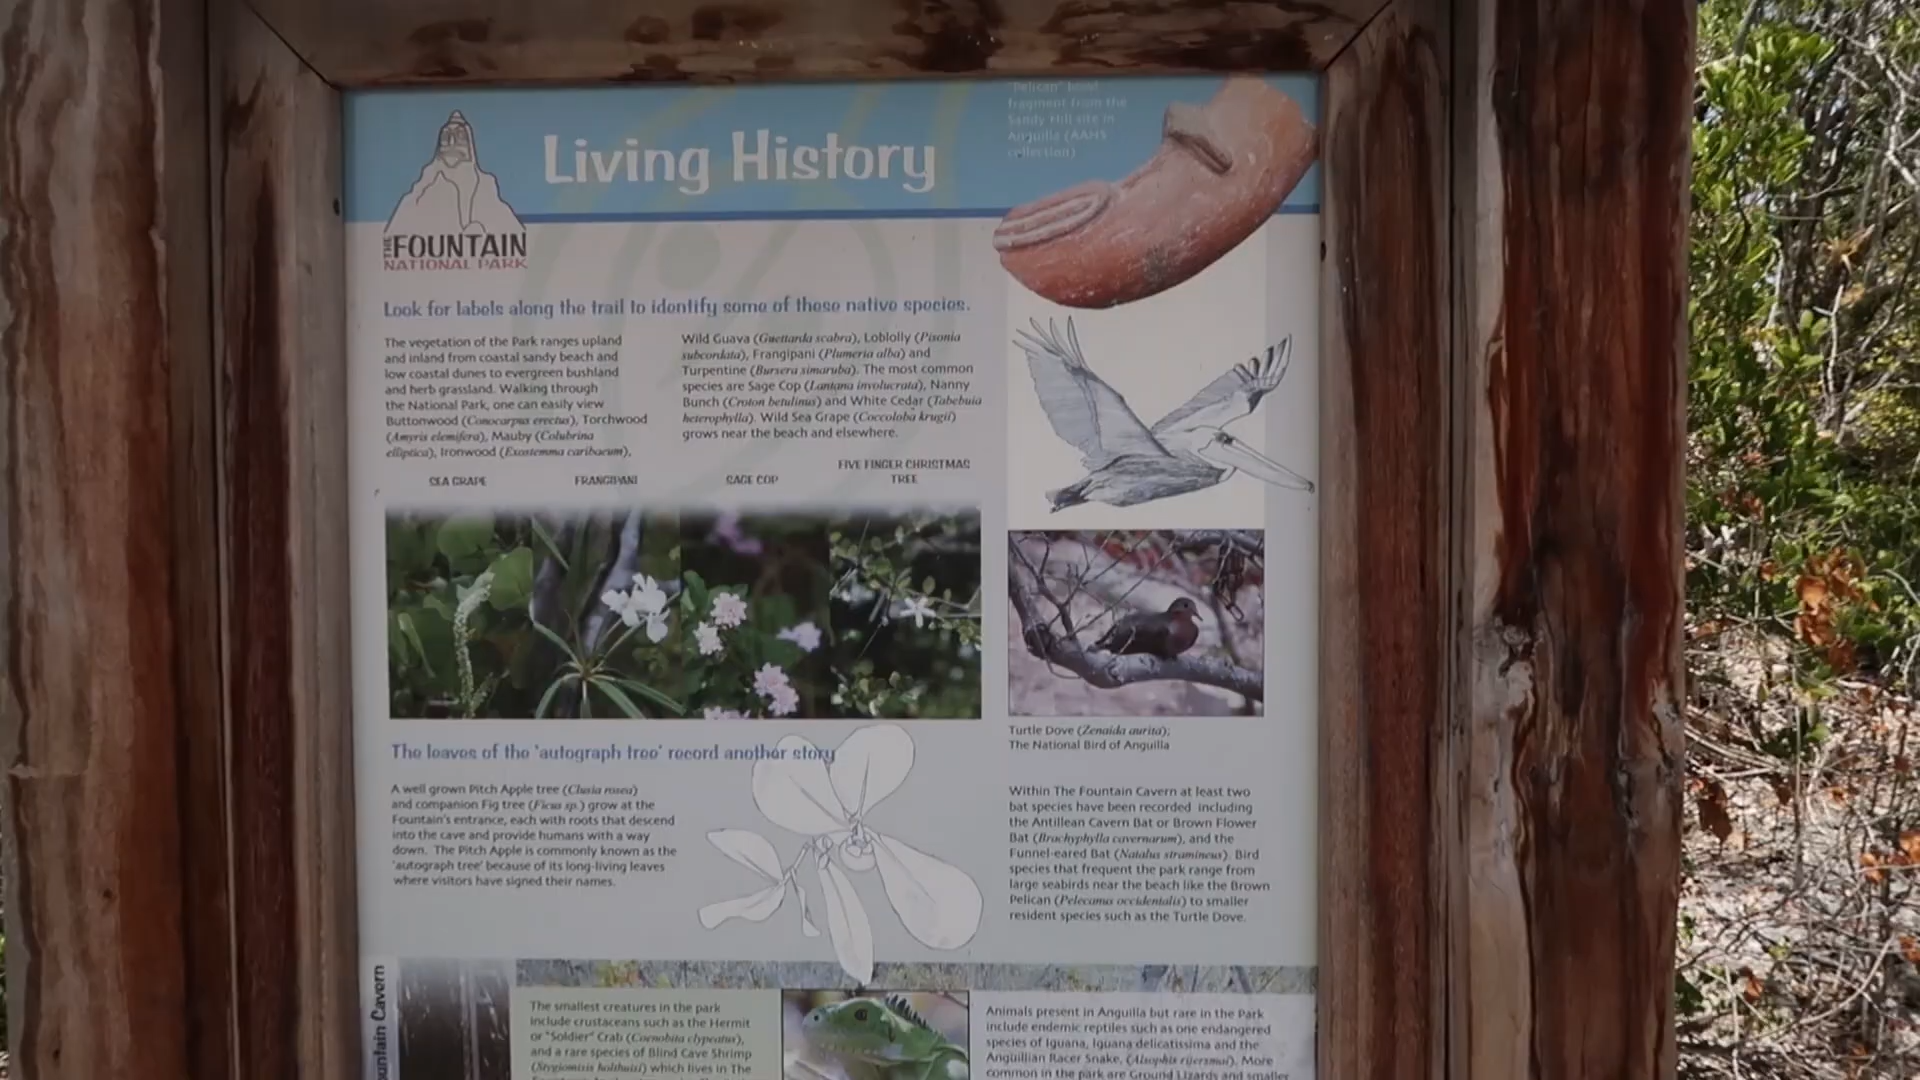 "Pelican" bowl
fragment from the
Sandy Hill site in
Anguilla (AAHS
collection)
Living History
THE FOUNTAIN
NATIONAL PARK
Look for labels along the trail to identify some of these native species.
The vegetation of the Park ranges upland
and inland from coastal sandy beach and
low coastal dunes to evergreen bushland
and herb grassland. Walking through
the National Park, one can easily view
Buttonwood (Conocarpus erectus), Torchwood
(Amyris elemifera), Mauby (Colubrina
elliptica), Ironwood (Exostemma caribaeum),
Wild Guava (Guettarda scabra), Loblolly (Pisonia
subcordata), Frangipani (Plumeria alba) and
Turpentine (Bursera simaruba). The most common
species are Sage Cop (Lantana involucrata), Nanny
Bunch (Croton betulinus) and White Cedar (Tabebuia
heterophylla). Wild Sea Grape (Coccoloba krugii)
grows near the beach and elsewhere.
SEA GRAPE
FRANGIPANI
SAGE COP
FIVE FINGER CHRISTMAS
TREE
Turtle Dove (Zenaida aurita);
The National Bird of Anguilla
The leaves of the 'autograph tree' record another story
A well grown Pitch Apple tree (Clusia rosea)
and companion Fig tree (Ficus sp.) grow at the
Fountain's entrance, each with roots that descend
into the cave and provide humans with a way
down. The Pitch Apple is commonly known as the
'autograph tree' because of its long-living leaves
where visitors have signed their names.
Within The Fountain Cavern at least two
bat species have been recorded including
the Antillean Cavern Bat or Brown Flower
Bat (Brachyphylla cavernarum), and the
Funnel-eared Bat (Natalus stramineus). Bird
species that frequent the park range from
large seabirds near the beach like the Brown
Pelican (Pelecanus occidentalis) to smaller
resident species such as the Turtle Dove.
Cavern
The smallest creatures in the park
include crustaceans such as the Hermit
or "Soldier" Crab (Coenobita clypeatus),
and a rare species of Blind Cave Shrimp
(Stygiomysis holthuisi) which lives in The
Animals present in Anguilla but rare in the Park
include endemic reptiles such as one endangered
species of Iguana, Iguana delicatissima and the
Anguillian Racer Snake, (Alsophis rijersmai). More
common in the park are Ground Lizards and smaller